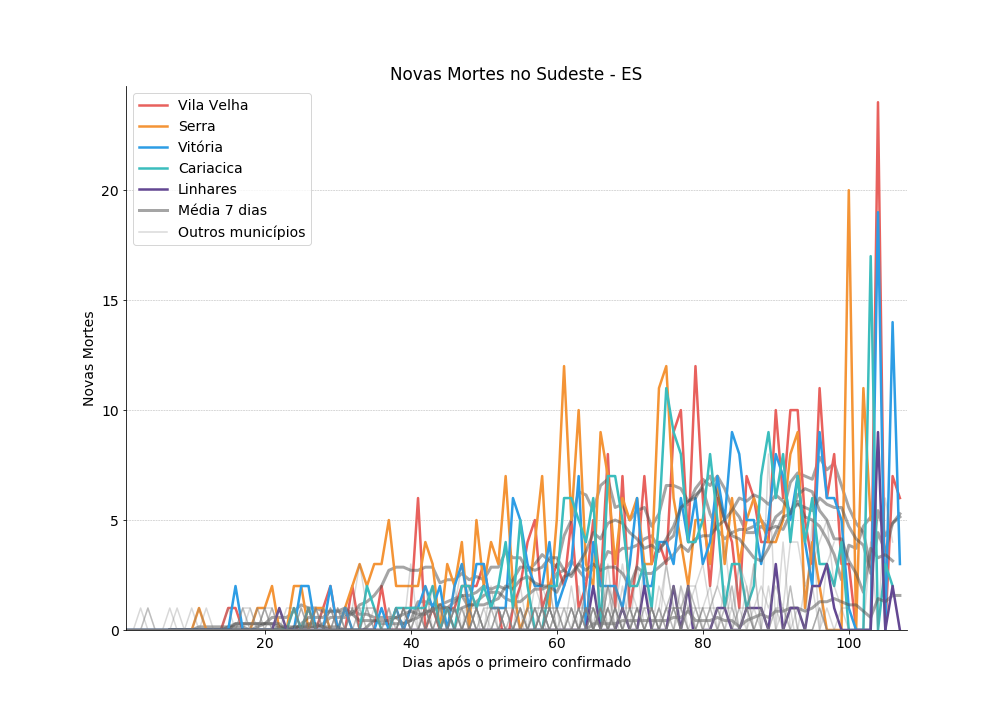 Novas Mortes no Sudeste - ES
Vila Velha
Serra
Vitória
Cariacica
Linhares
Média 7 dias
Outros municípios
Novas Mortes
20
15
10
5
0
20
40
60
80
100
Dias após o primeiro confirmado